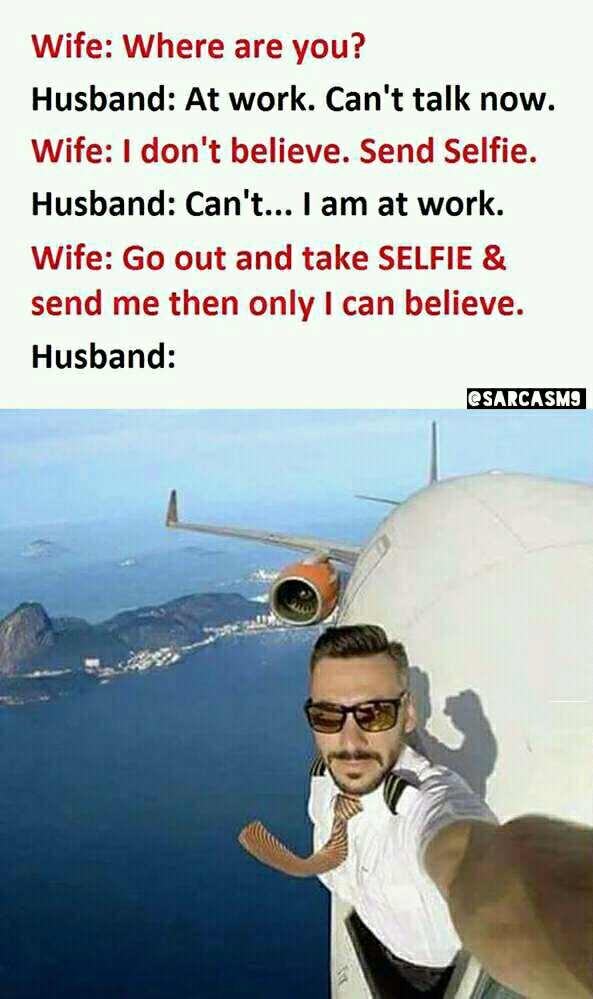 Wife: Where are you?
Husband: At work. Can't talk now.
Wife: I don't believe. Send Selfie.
Husband: Can't... I am at work.
Wife: Go out and take SELFIE &
send me then only I can believe.
Husband:
@SARCASM9